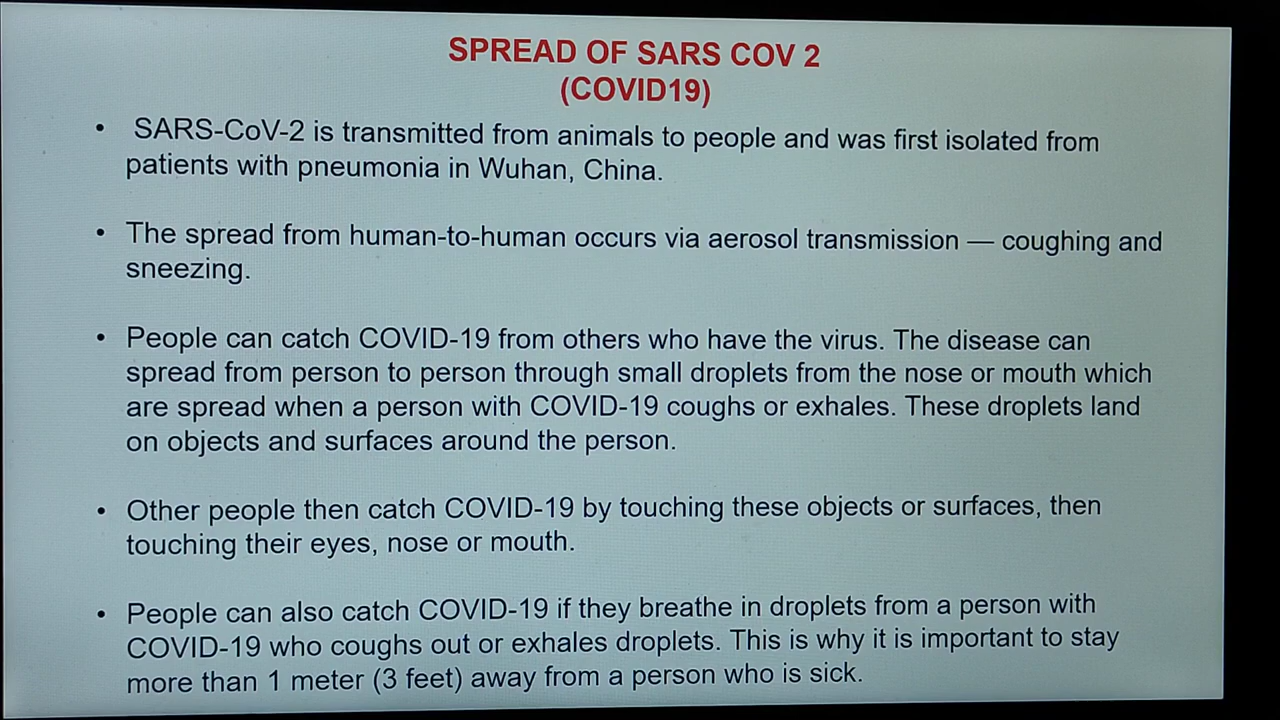 SPREAD OF SARS COV 2
(COVID19)
• SARS-CoV-2 is transmitted from animals to people and was first isolated from
patients with pneumonia in Wuhan, China.
• The spread from human-to-human occurs via aerosol transmission — coughing and
sneezing.
• People can catch COVID-19 from others who have the virus. The disease can
spread from person to person through small droplets from the nose or mouth which
are spread when a person with COVID-19 coughs or exhales. These droplets land
on objects and surfaces around the person.
• Other people then catch COVID-19 by touching these objects or surfaces, then
touching their eyes, nose or mouth.
• People can also catch COVID-19 if they breathe in droplets from a person with
COVID-19 who coughs out or exhales droplets. This is why it is important to stay
more than 1 meter (3 feet) away from a person who is sick.